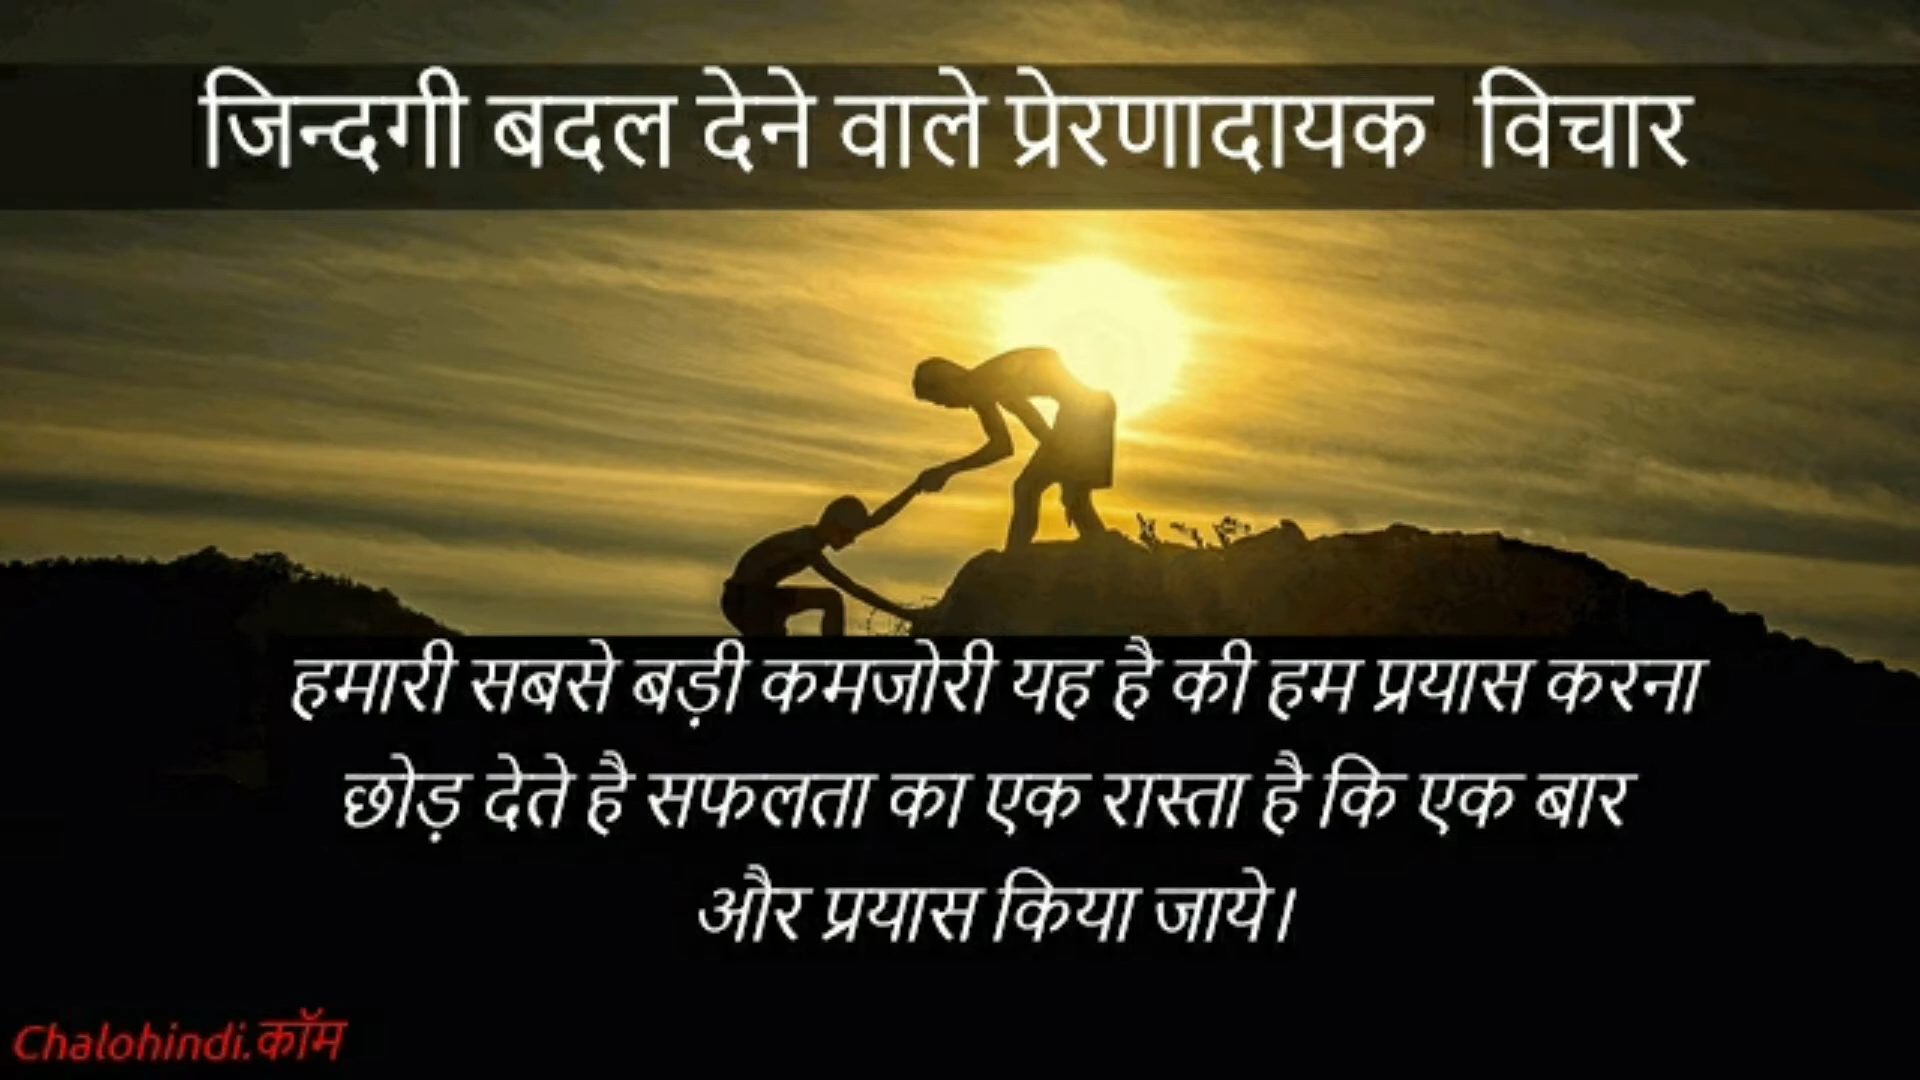 जिन्दगी बदल देने वाले प्रेरणादायक विचार
हमारी सबसे बड़ी कमजोरी यह है की हम प्रयास करना
छोड़ देते है सफलता का एक रास्ता है कि एक बार
और प्रयास किया जाये।
Chalohindi.कॉम